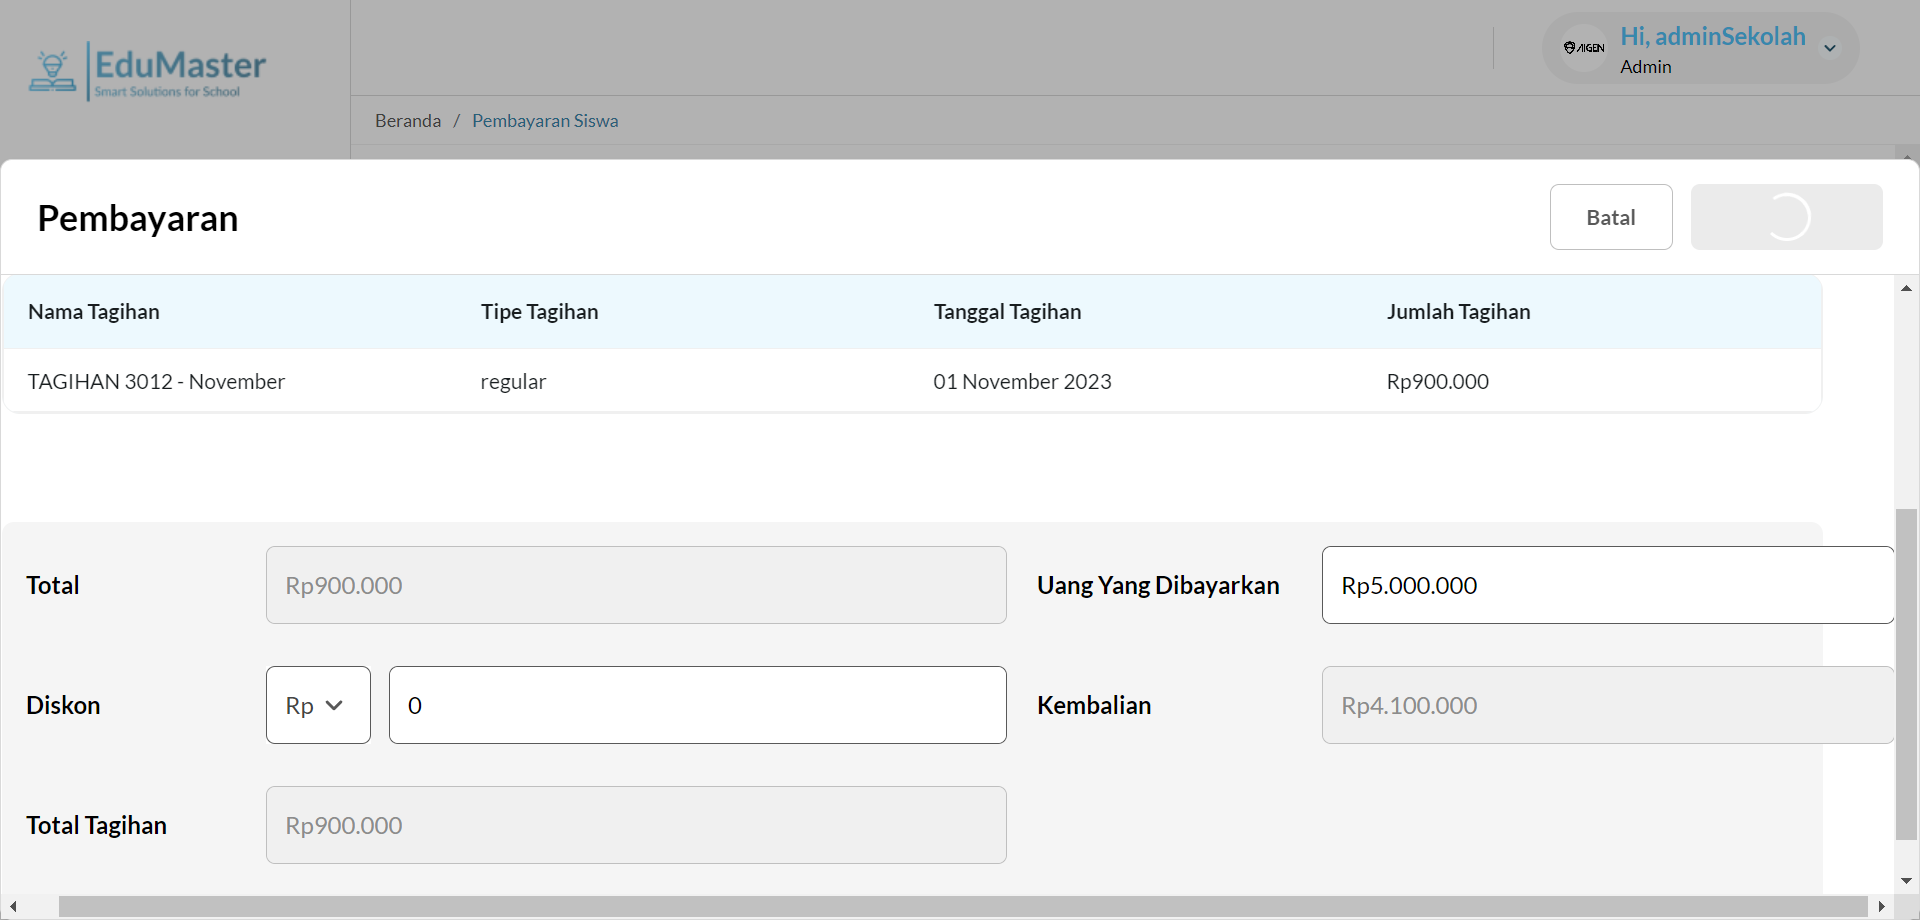 EduMaster
Smart Solutions for School
AIGEN
Hi, adminSekolah
Admin
Beranda / Pembayaran Siswa
Pembayaran
Batal
Nama Tagihan Tipe Tagihan Tanggal Tagihan Jumlah Tagihan
TAGIHAN 3012 - November regular 01 November 2023 Rp900.000
Total Rp900.000 Uang Yang Dibayarkan Rp5.000.000
Diskon Rp 0 Kembalian Rp4.100.000
Total Tagihan Rp900.000